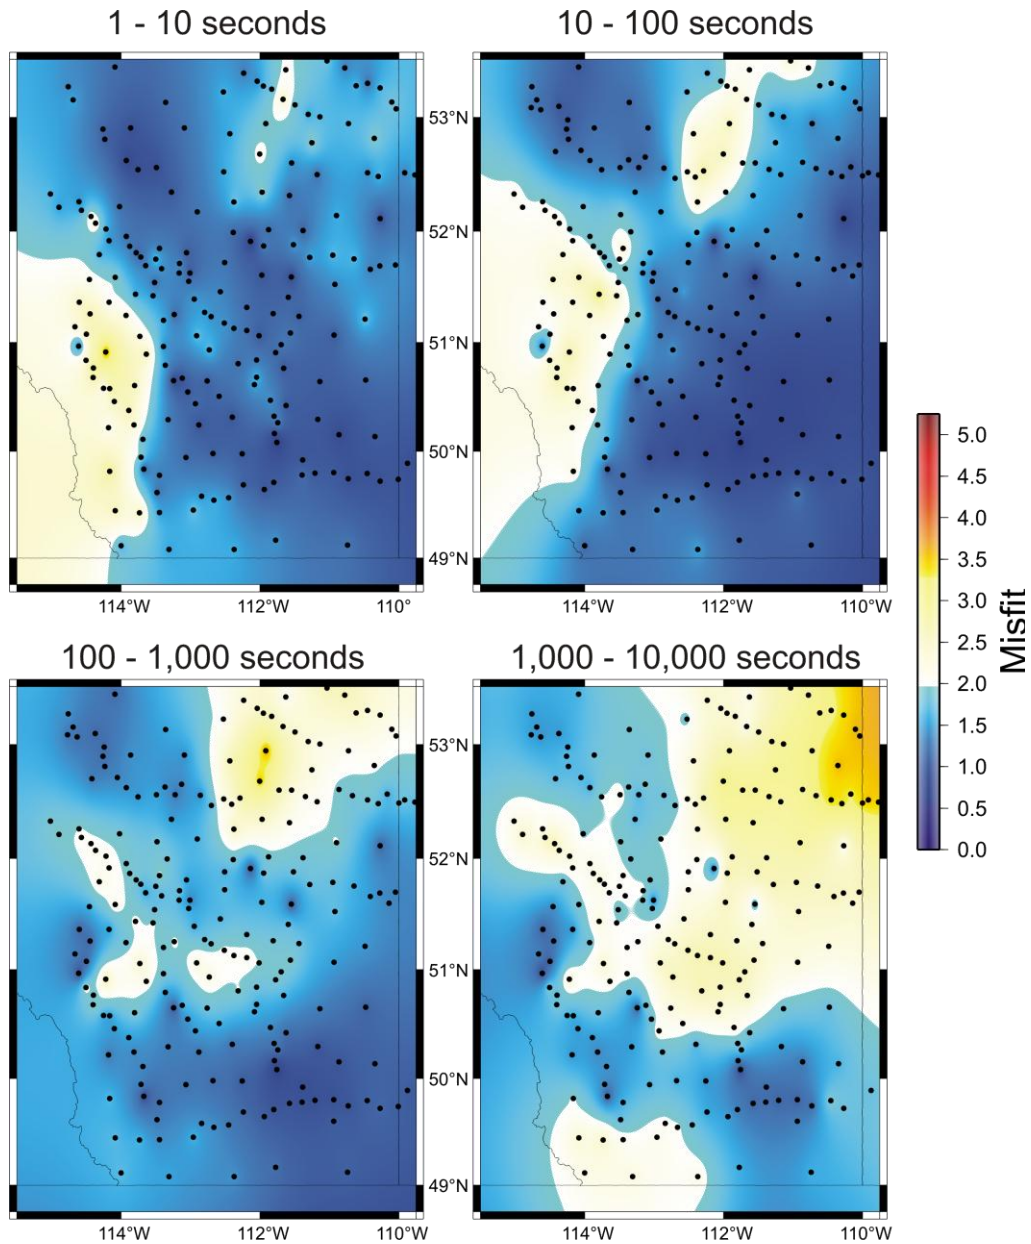 1 - 10 seconds
10 - 100 seconds
53°N
52°N
51°N
50°N
49°N
114°W
112°W
110°
114°W
112°W
110°W
5.0
4.5
4.0
3.5
3.0
2.5
2.0
1.5
1.0
0.5
0.0
Misfit
100 - 1,000 seconds
1,000 - 10,000 seconds
53°N
52°N
51°N
50°N
49°N
114°W
112°W
110°W
114°W
112°W
110°W